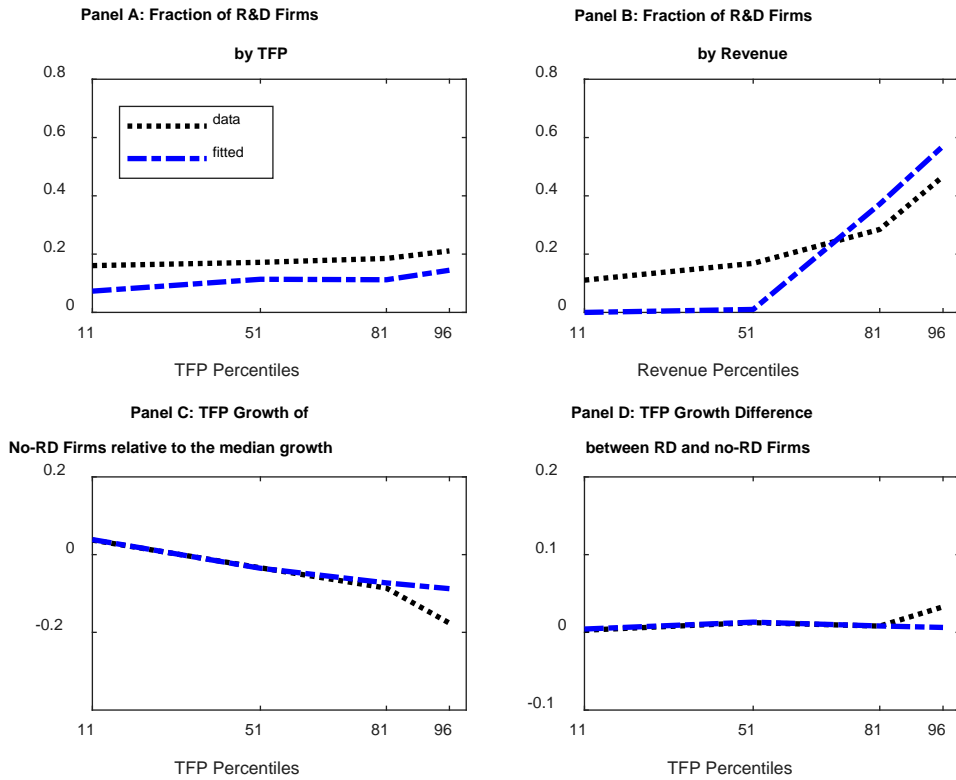 Panel A: Fraction of R&D Firms
by TFP
0.8
0.6
0.4
0.2
0
data
fitted
11 51 81 96
TFP Percentiles
Panel B: Fraction of R&D Firms
by Revenue
0.8
0.6
0.4
0.2
0
11 51 81 96
Revenue Percentiles
Panel C: TFP Growth of
No-RD Firms relative to the median growth
0.2
0
-0.2
11 51 81 96
TFP Percentiles
Panel D: TFP Growth Difference
between RD and no-RD Firms
0.2
0.1
0
-0.1
11 51 81 96
TFP Percentiles